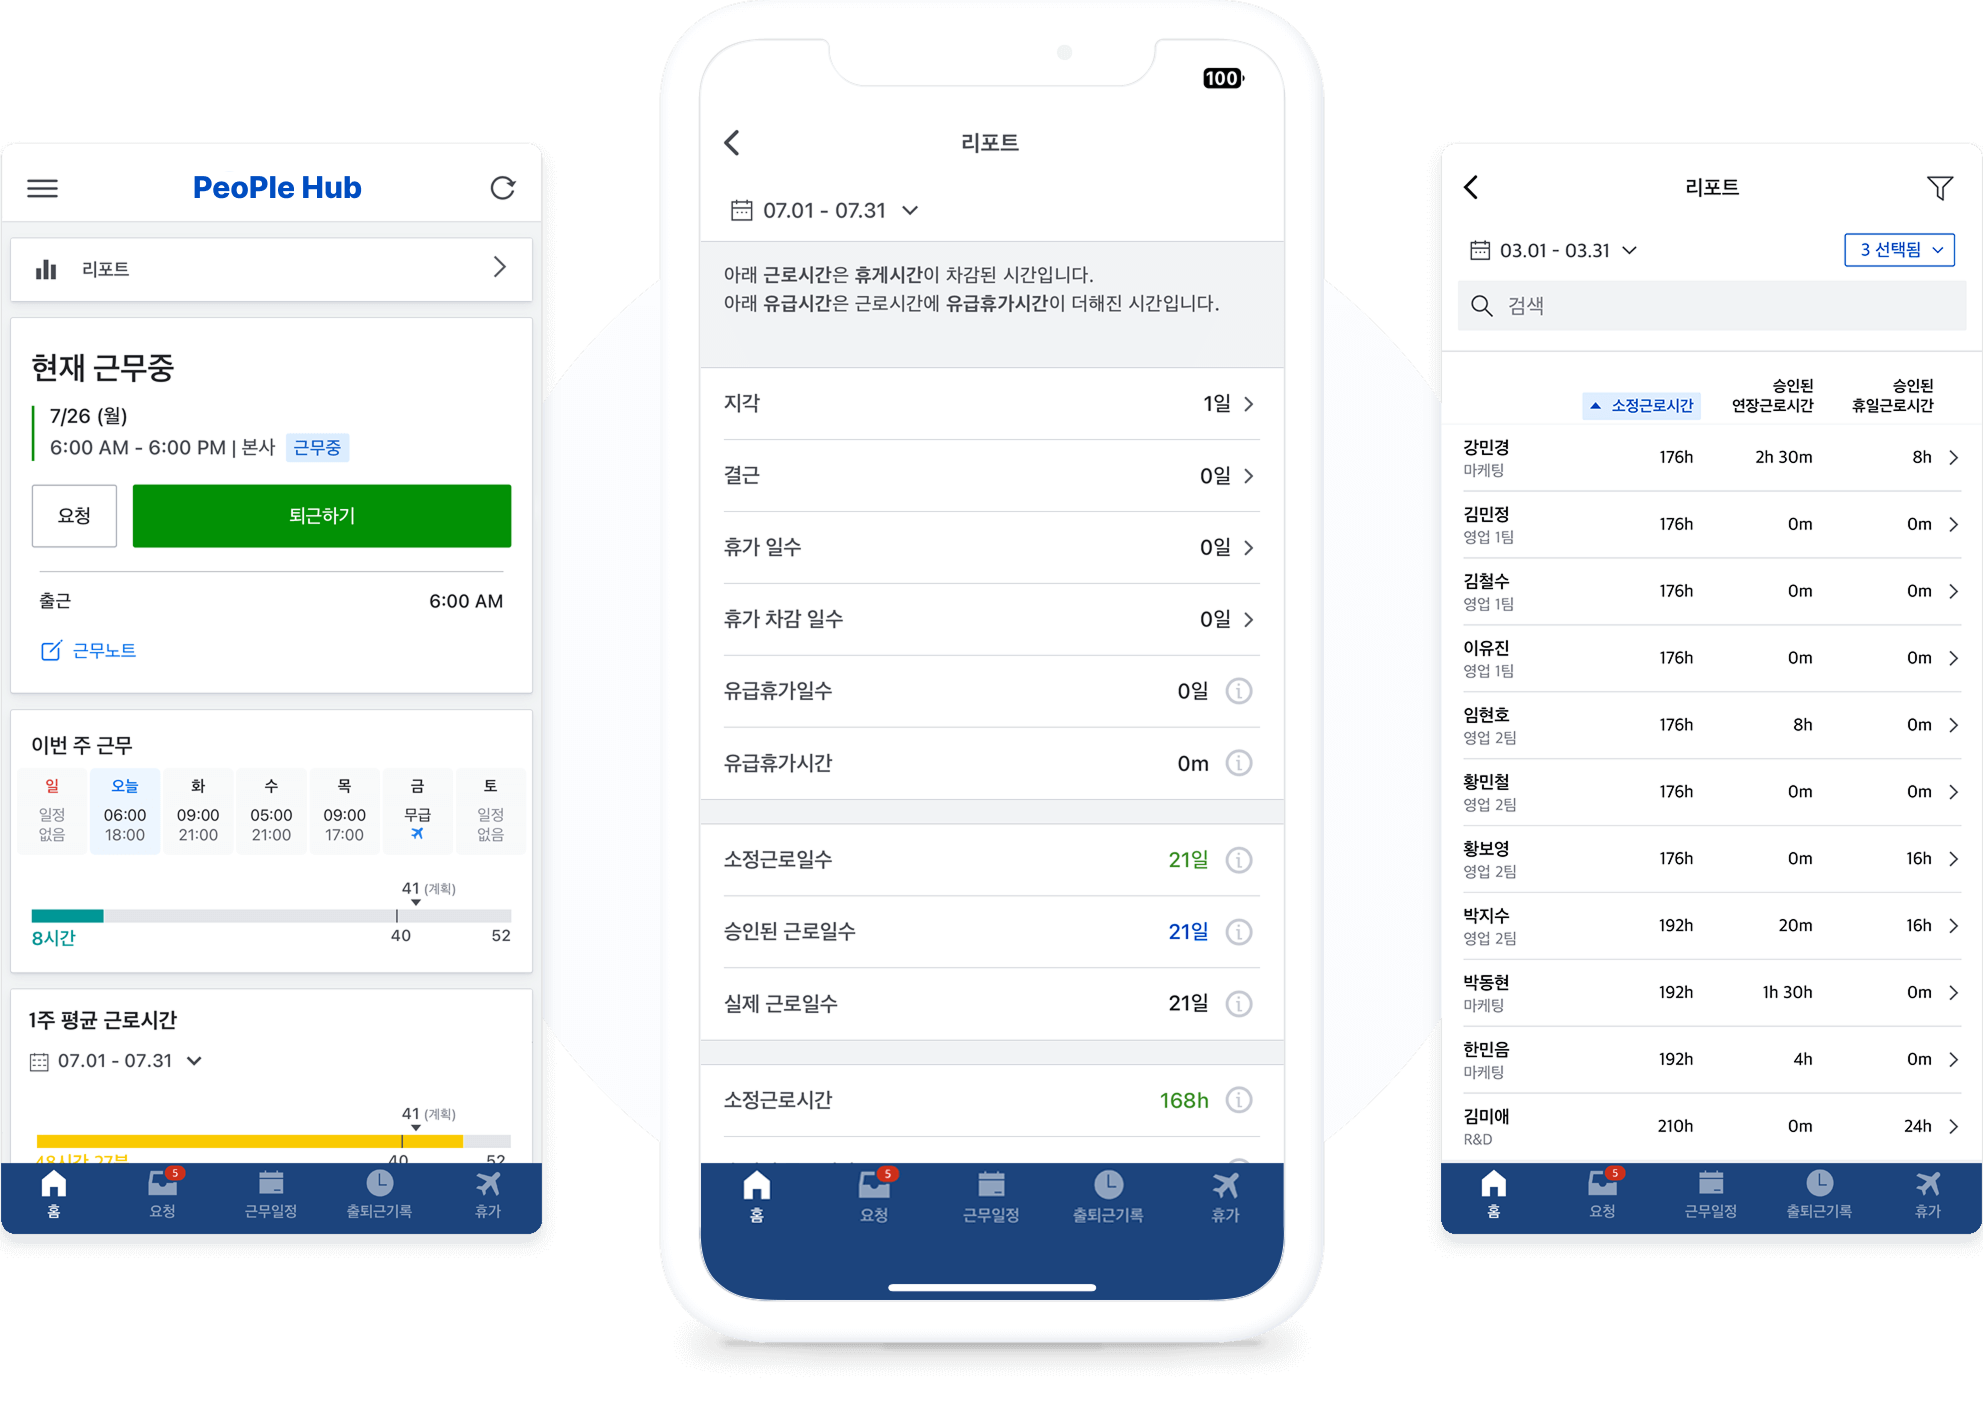 PeoPle Hub
리포트
현재 근무중
7/26 (월)
6:00 AM - 6:00 PM | 본사 근무중
요청 퇴근하기
출근 6:00 AM
근무노트
이번 주 근무
일 오늘 화 수 목 금 토
일정 06:00 09:00 05:00 09:00 무급 일정
없음 18:00 21:00 21:00 17:00 없음
41 (계획)
8시간 40 52
1주 평균 근로시간
07.01 - 07.31
41 (계획)
48시간 27분 40 52
5
홈 요청 근무일정 출퇴근기록 휴가
100
리포트
07.01 - 07.31
아래 근로시간은 휴게시간이 차감된 시간입니다.
아래 유급시간은 근로시간에 유급휴가시간이 더해진 시간입니다.
지각 1일
결근 0일
휴가 일수 0일
휴가 차감 일수 0일
유급휴가일수 0일
유급휴가시간 0m
소정근로일수 21일
승인된 근로일수 21일
실제 근로일수 21일
소정근로시간 168h
5
홈 요청 근무일정 출퇴근기록 휴가
리포트
03.01 - 03.31 3 선택됨
검색
승인된 승인된
소정근로시간 연장근로시간 휴일근로시간
강민경 176h 2h 30m 8h
마케팅
김민정 176h 0m 0m
영업 1팀
김철수 176h 0m 0m
영업 1팀
이유진 176h 0m 0m
영업 1팀
임현호 176h 8h 0m
영업 2팀
황민철 176h 0m 0m
영업 2팀
황보영 176h 0m 16h
영업 2팀
박지수 192h 20m 16h
영업 2팀
박동현 192h 1h 30h 0m
마케팅
한민음 192h 4h 0m
마케팅
김미애 210h 0m 24h
R&D
5
홈 요청 근무일정 출퇴근기록 휴가